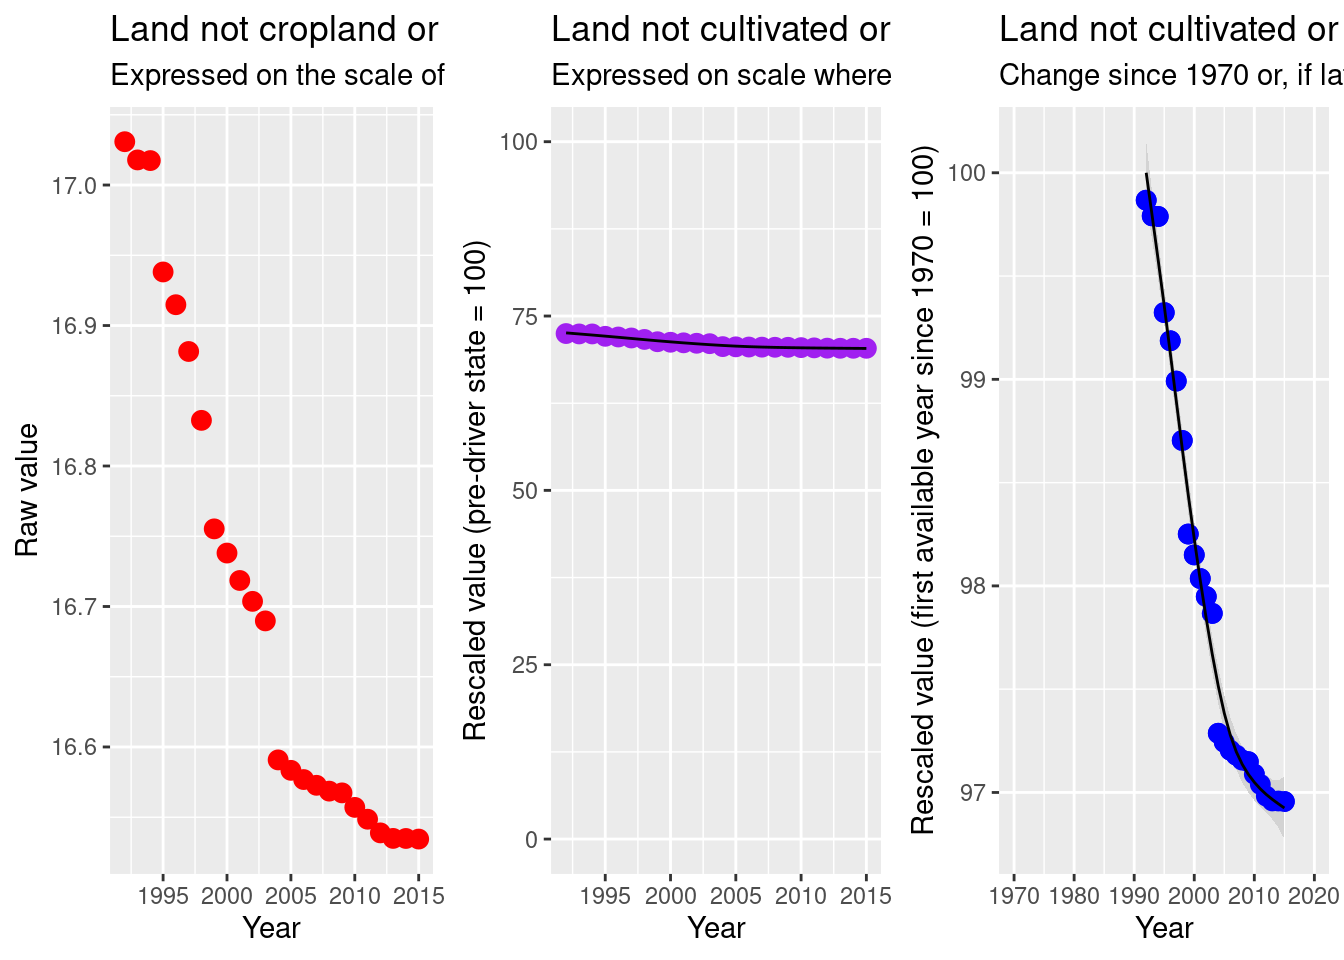 Land not cropland or
Expressed on the scale of
Raw value
17.0
16.9
16.8
16.7
16.6
1995 2000 2005 2010 2015
Year
Land not cultivated or
Expressed on scale where
Rescaled value (pre-driver state = 100)
100
75
50
25
0
1995 2000 2005 2010 2015
Year
Land not cultivated or
Change since 1970 or, if la
Rescaled value (first available year since 1970 = 100)
100
99
98
97
1970 1980 1990 2000 2010 2020
Year